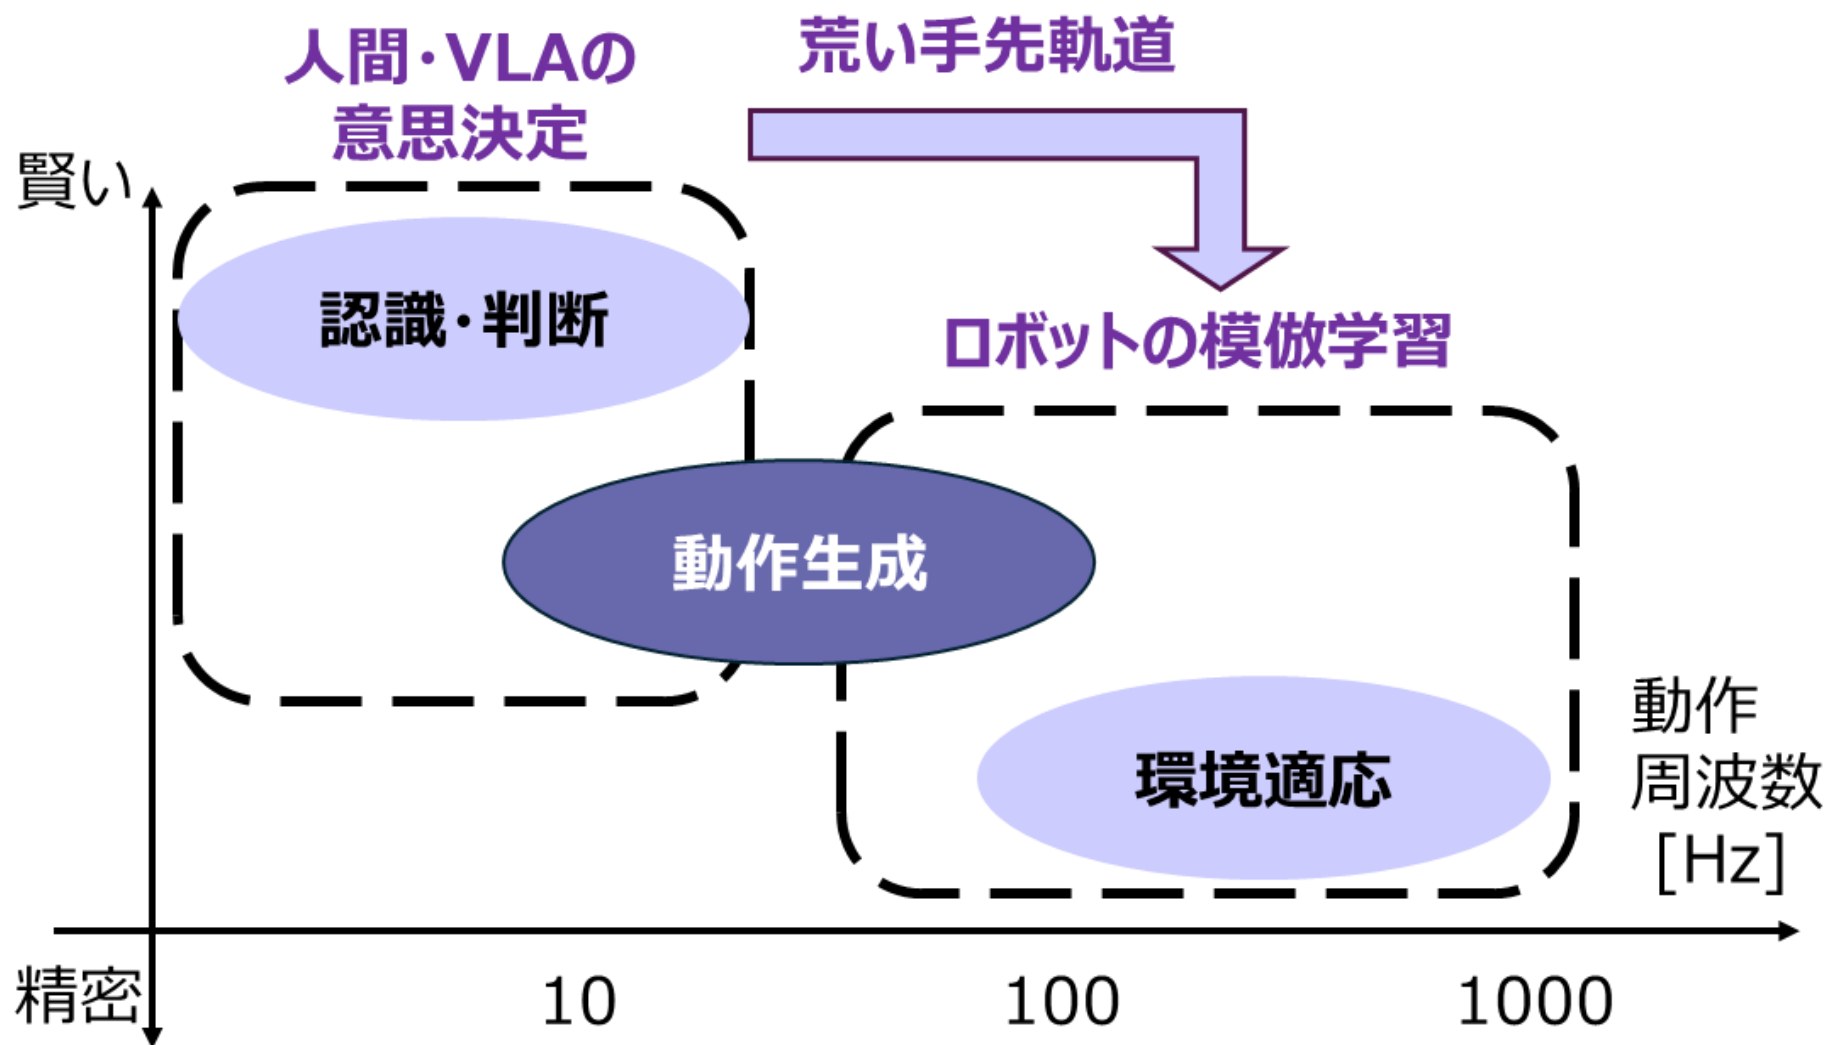 人間・VLAの
意思決定
荒い手先軌道
賢い
認識・判断
ロボットの模倣学習
動作生成
環境適応
動作
周波数
[Hz]
精密
10
100
1000